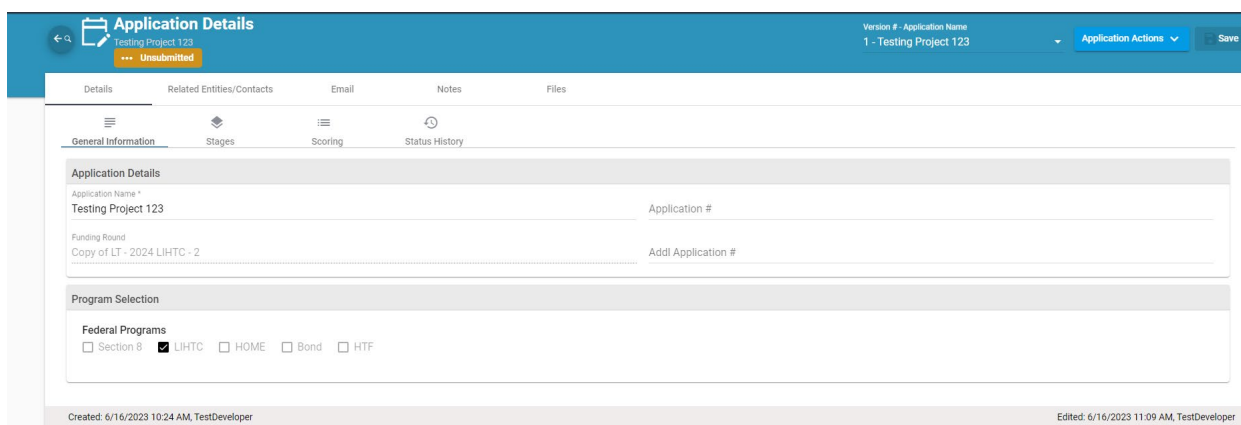 Application Details
Testing Project 123
••• Unsubmitted
Version # - Application Name
1 - Testing Project 123
Application Actions
Save
Details Related Entities/Contacts Email Notes Files
General Information Stages Scoring Status History
Application Details
Application Name *
Testing Project 123
Application #
Funding Round
Copy of LT - 2024 LIHTC - 2
Addl Application #
Program Selection
Federal Programs
Section 8 LIHTC HOME Bond HTF
Created: 6/16/2023 10:24 AM, TestDeveloper
Edited: 6/16/2023 11:09 AM, TestDeveloper